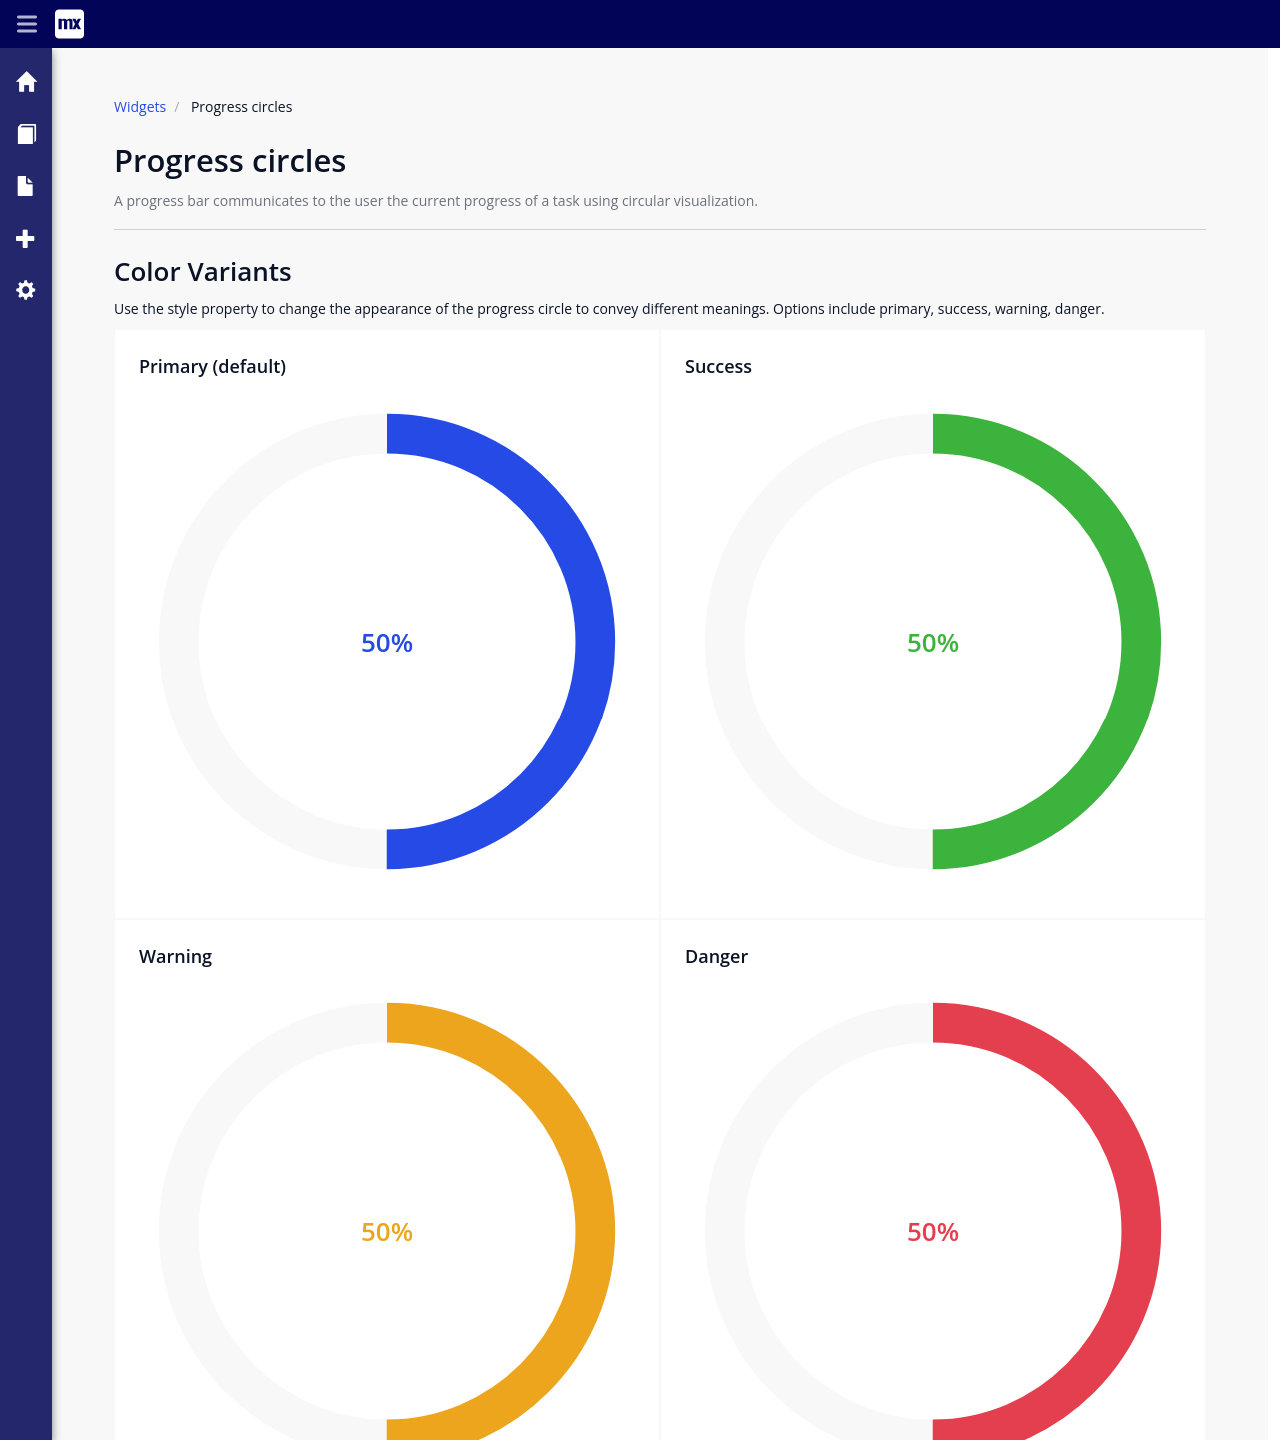 mx
Widgets / Progress circles
Progress circles
A progress bar communicates to the user the current progress of a task using circular visualization.
Color Variants
Use the style property to change the appearance of the progress circle to convey different meanings. Options include primary, success, warning, danger.
Primary (default)
Success
50%
50%
Warning
Danger
50%
50%